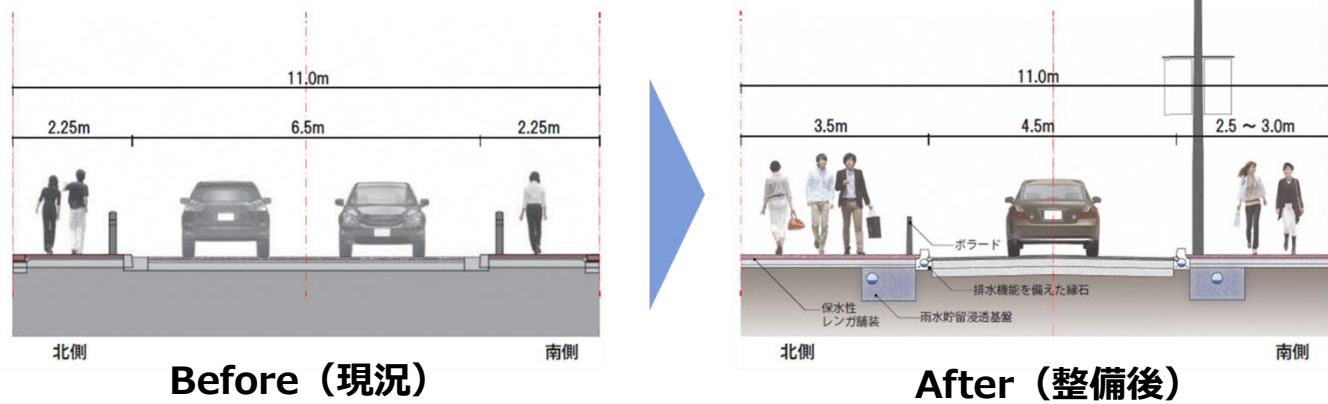 11.0m
2.25m
6.5m
2.25m
北側
南側
Before（現況）
11.0m
3.5m
4.5m
2.5 ～ 3.0m
ボラード
排水機能を備えた縁石
保水性
レンガ舗装
雨水貯留浸透基盤
北側
南側
After（整備後）